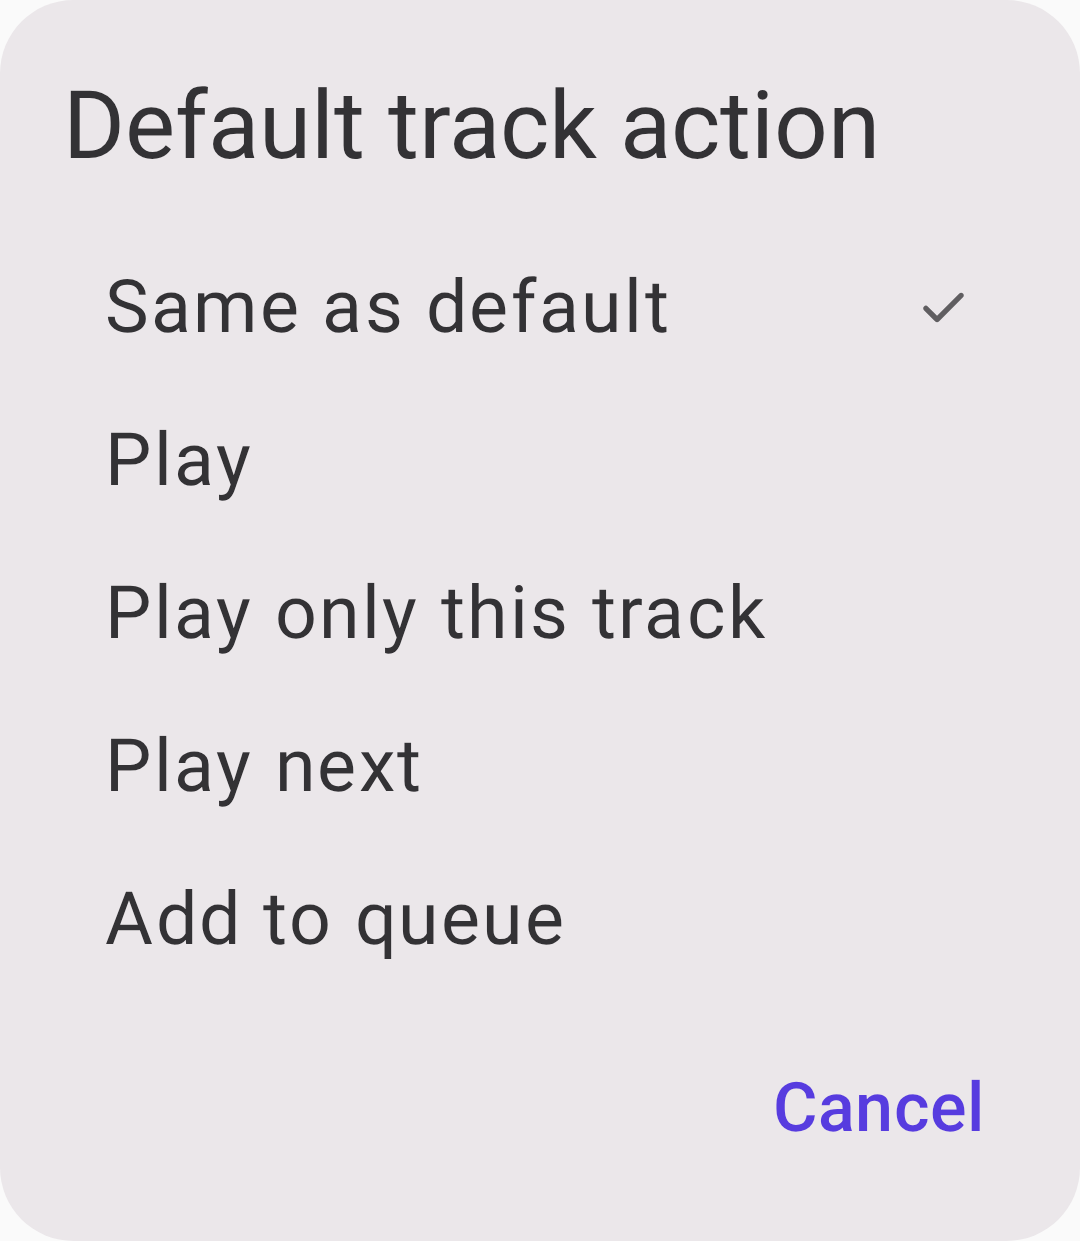 Default track action
Same as default
Play
Play only this track
Play next
Add to queue
Cancel